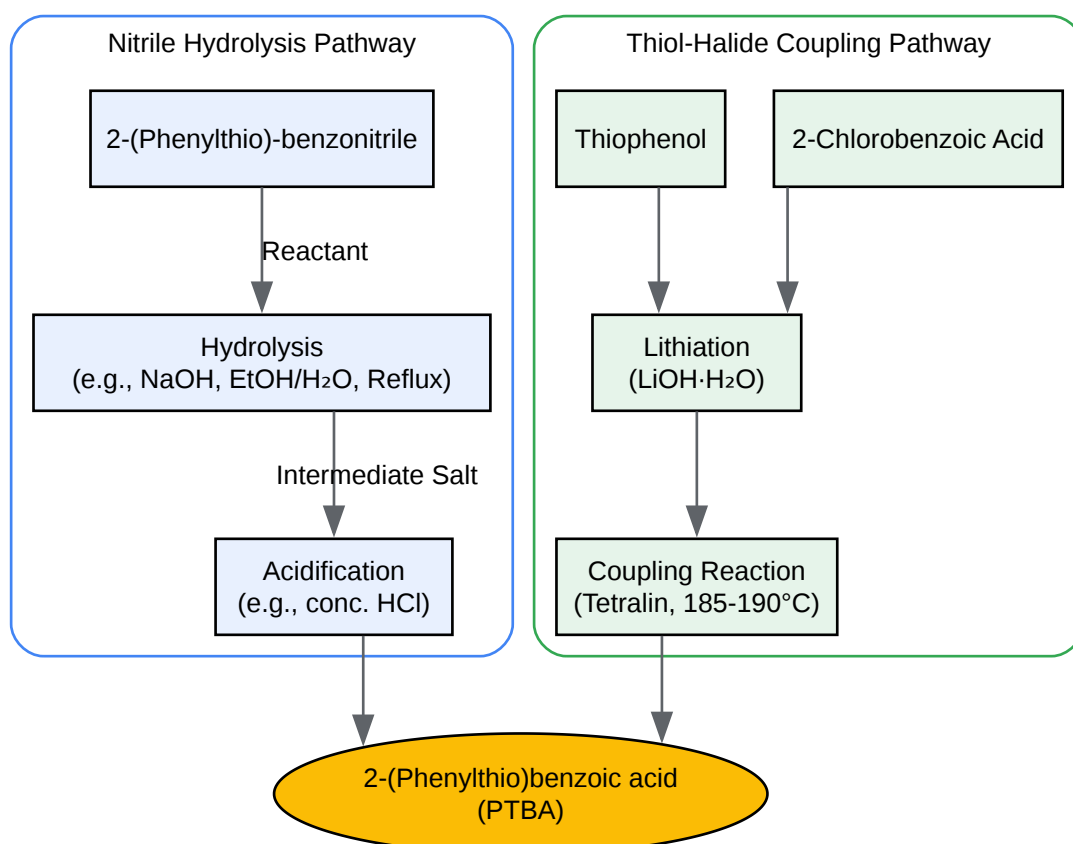 Nitrile Hydrolysis Pathway
2-(Phenylthio)-benzonitrile
Reactant
Hydrolysis
(e.g., NaOH, EtOH/H₂O, Reflux)
Intermediate Salt
Acidification
(e.g., conc. HCl)
Thiol-Halide Coupling Pathway
Thiophenol
2-Chlorobenzoic Acid
Lithiation
(LiOH·H₂O)
Coupling Reaction
(Tetralin, 185-190°C)
2-(Phenylthio)benzoic acid
(PTBA)